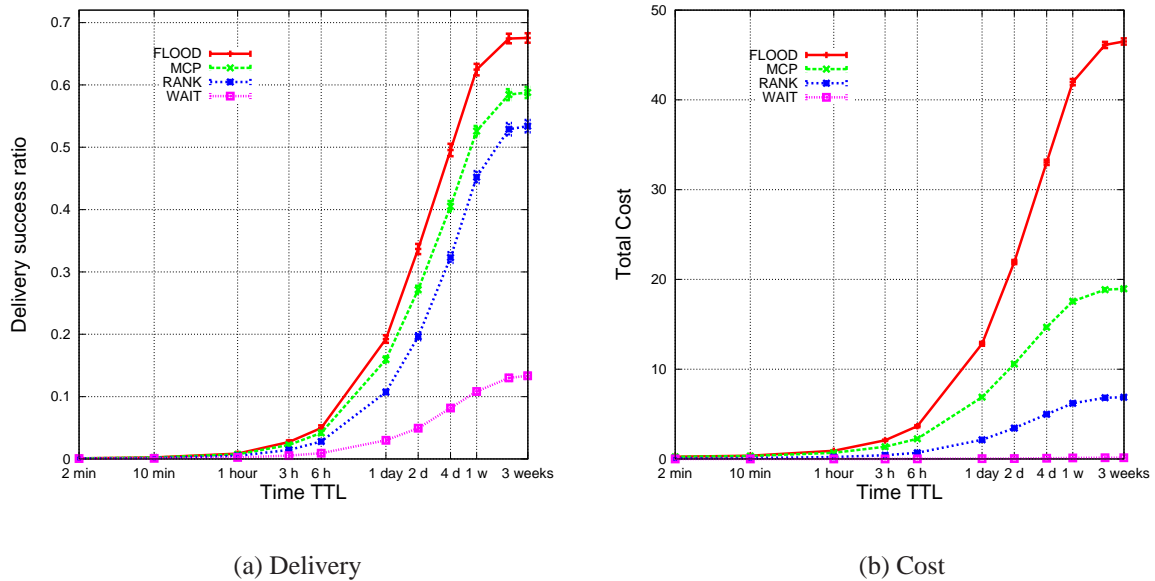 0.7
0.6
0.5
0.4
0.3
0.2
0.1
0
Delivery success ratio
FLOOD
MCP
RANK
WAIT
2 min 10 min 1 hour 3 h 6 h 1 day 2 d 4 d 1 w 3 weeks
Time TTL
(a) Delivery
50
40
30
20
10
0
Total Cost
FLOOD
MCP
RANK
WAIT
2 min 10 min 1 hour 3 h 6 h 1 day 2 d 4 d 1 w 3 weeks
Time TTL
(b) Cost